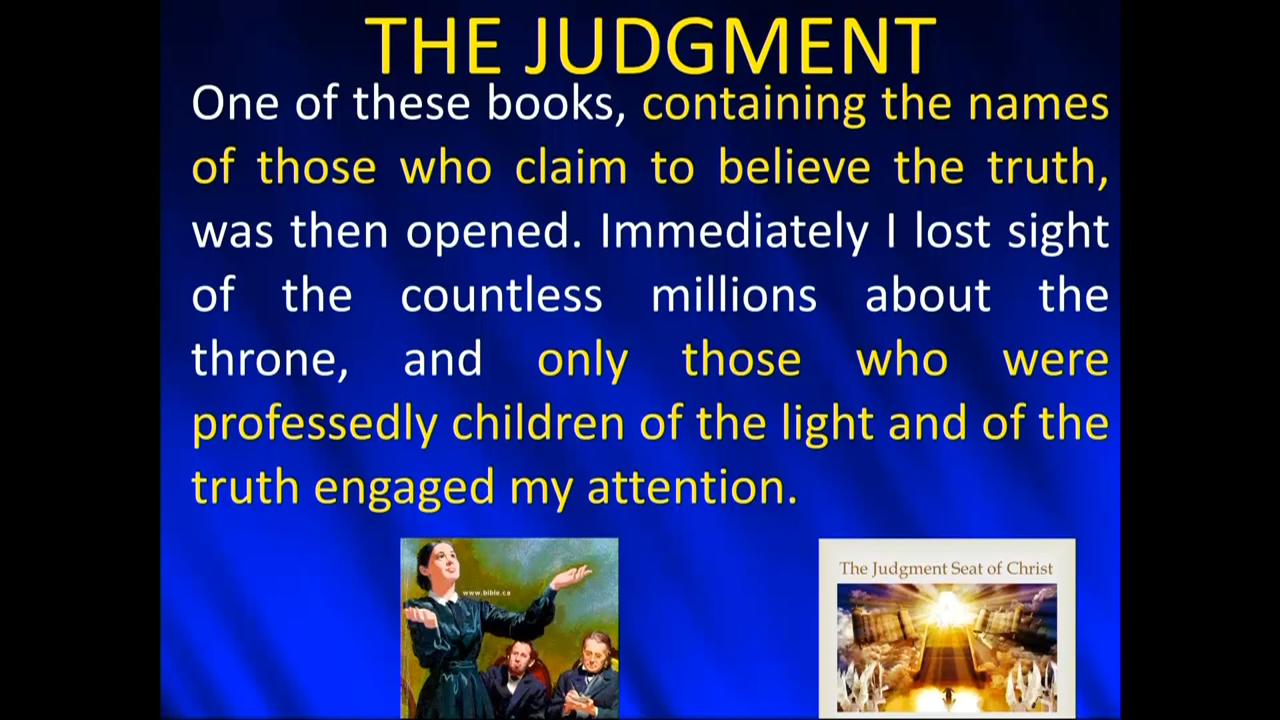 THE JUDGMENT
One of these books, containing the names
of those who claim to believe the truth,
was then opened. Immediately I lost sight
of the countless millions about the
throne, and only those who were
professedly children of the light and of the
truth engaged my attention.
www.bible.ca
The Judgment Seat of Christ